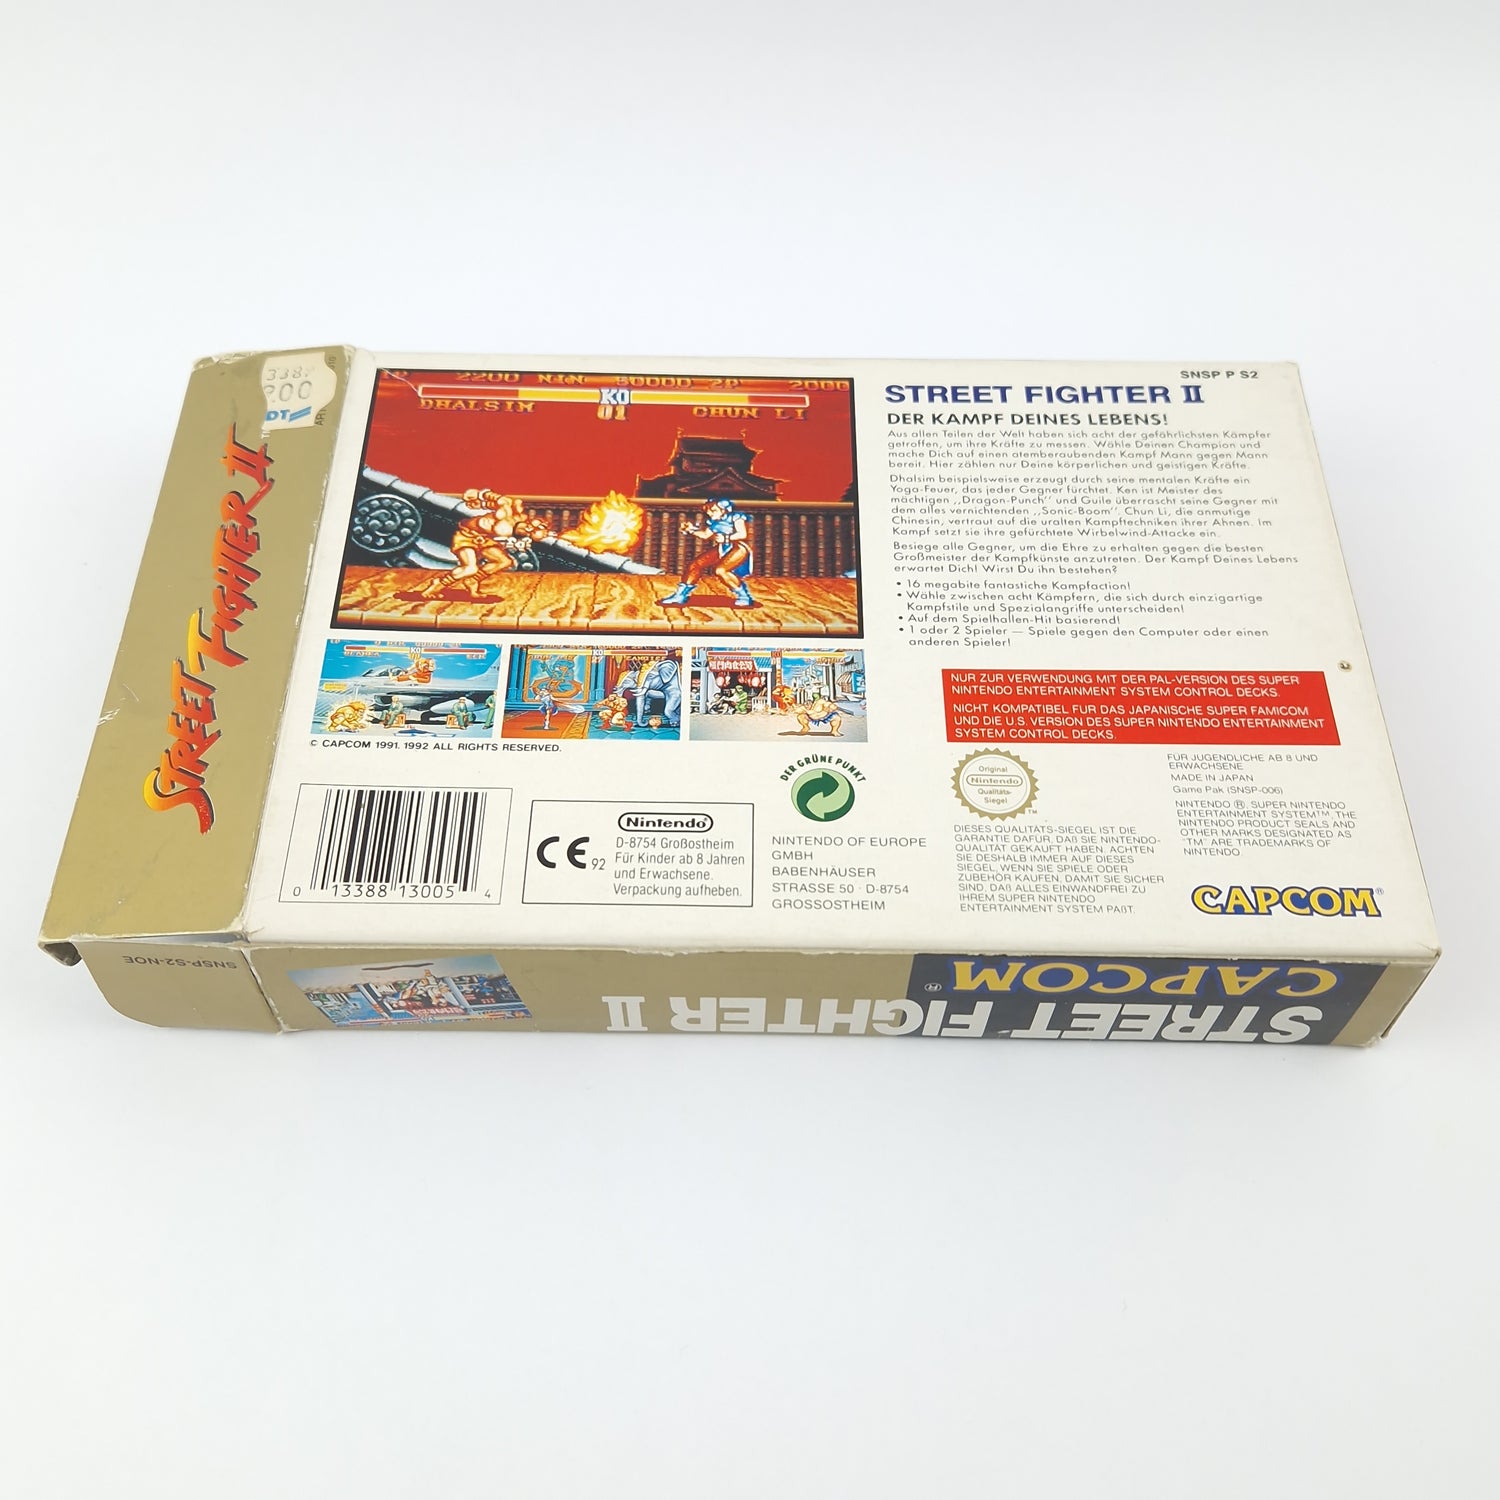 338
.00
DT
STREET FIGHTER II
2200 NIN 50000 2P 2000
KO
DHALSIM 01 CHUN LI
SNSP P S2
STREET FIGHTER II
DER KAMPF DEINES LEBENS!
Aus allen Teilen der Welt haben sich acht der gefährlichsten Kämpfer
getroffen, um ihre Kräfte zu messen. Wähle Deinen Champion und
mache Dich auf einen atemberaubenden Kampf Mann gegen Mann
bereit. Hier zählen nur Deine körperlichen und geistigen Kräfte.
Dhalsim beispielsweise erzeugt durch seine mentalen Kräfte ein
Yoga-Feuer, das jeder Gegner fürchtet. Ken ist Meister des
mächtigen ,,Dragon-Punch'' und Guile überrascht seine Gegner mit
dem alles vernichtenden ,,Sonic-Boom''. Chun Li, die anmutige
Chinesin, vertraut auf die uralten Kampftechniken ihrer Ahnen. Im
Kampf setzt sie ihre gefürchtete Wirbelwind-Attacke ein.
Besiege alle Gegner, um die Ehre zu erhalten gegen die besten
Großmeister der Kampfkünste anzutreten. Der Kampf Deines Lebens
erwartet Dich! Wirst Du ihn bestehen?
• 16 megabite fantastiche Kampfaction!
• Wähle zwischen acht Kämpfern, die sich durch einzigartige
Kampfstile und Spezialangriffe unterscheiden!
• Auf dem Spielhallen-Hit basierend!
• 1 oder 2 Spieler — Spiele gegen den Computer oder einen
anderen Spieler!
© CAPCOM 1991. 1992 ALL RIGHTS RESERVED.
NUR ZUR VERWENDUNG MIT DER PAL-VERSION DES SUPER
NINTENDO ENTERTAINMENT SYSTEM CONTROL DECKS.
NICHT KOMPATIBEL FUR DAS JAPANISCHE SUPER FAMICOM
UND DIE U.S. VERSION DES SUPER NINTENDO ENTERTAINMENT
SYSTEM CONTROL DECKS.
0 13388 13005 4
CE 92
Nintendo
D-8754 Großostheim
Für Kinder ab 8 Jahren
und Erwachsene.
Verpackung aufheben.
DER GRÜNE PUNKT
NINTENDO OF EUROPE
GMBH
BABENHÄUSER
STRASSE 50 · D-8754
GROSSOSTHEIM
Original
Nintendo
Qualitäts-
Siegel
TM
DIESES QUALITATS-SIEGEL IST DIE
GARANTIE DAFUR, DAß SIE NINTENDO-
QUALITAT GEKAUFT HABEN. ACHTEN
SIE DESHALB IMMER AUF DIESES
SIEGEL, WENN SIE SPIELE ODER
ZUBEHÖR KAUFEN, DAMIT SIE SICHER
SIND, DAß ALLES EINWANDFREI ZU
IHREM SUPER NINTENDO
ENTERTAINMENT SYSTEM PAßT.
FÜR JUGENDLICHE AB 8 UND
ERWACHSENE
MADE IN JAPAN
Game Pak (SNSP-006)
NINTENDO ®, SUPER NINTENDO
ENTERTAINMENT SYSTEM™, THE
NINTENDO PRODUCT SEALS AND
OTHER MARKS DESIGNATED AS
"TM" ARE TRADEMARKS OF
NINTENDO
CAPCOM®
SNSP-S2-NOE
STREET FIGHTER II
CAPCOM®